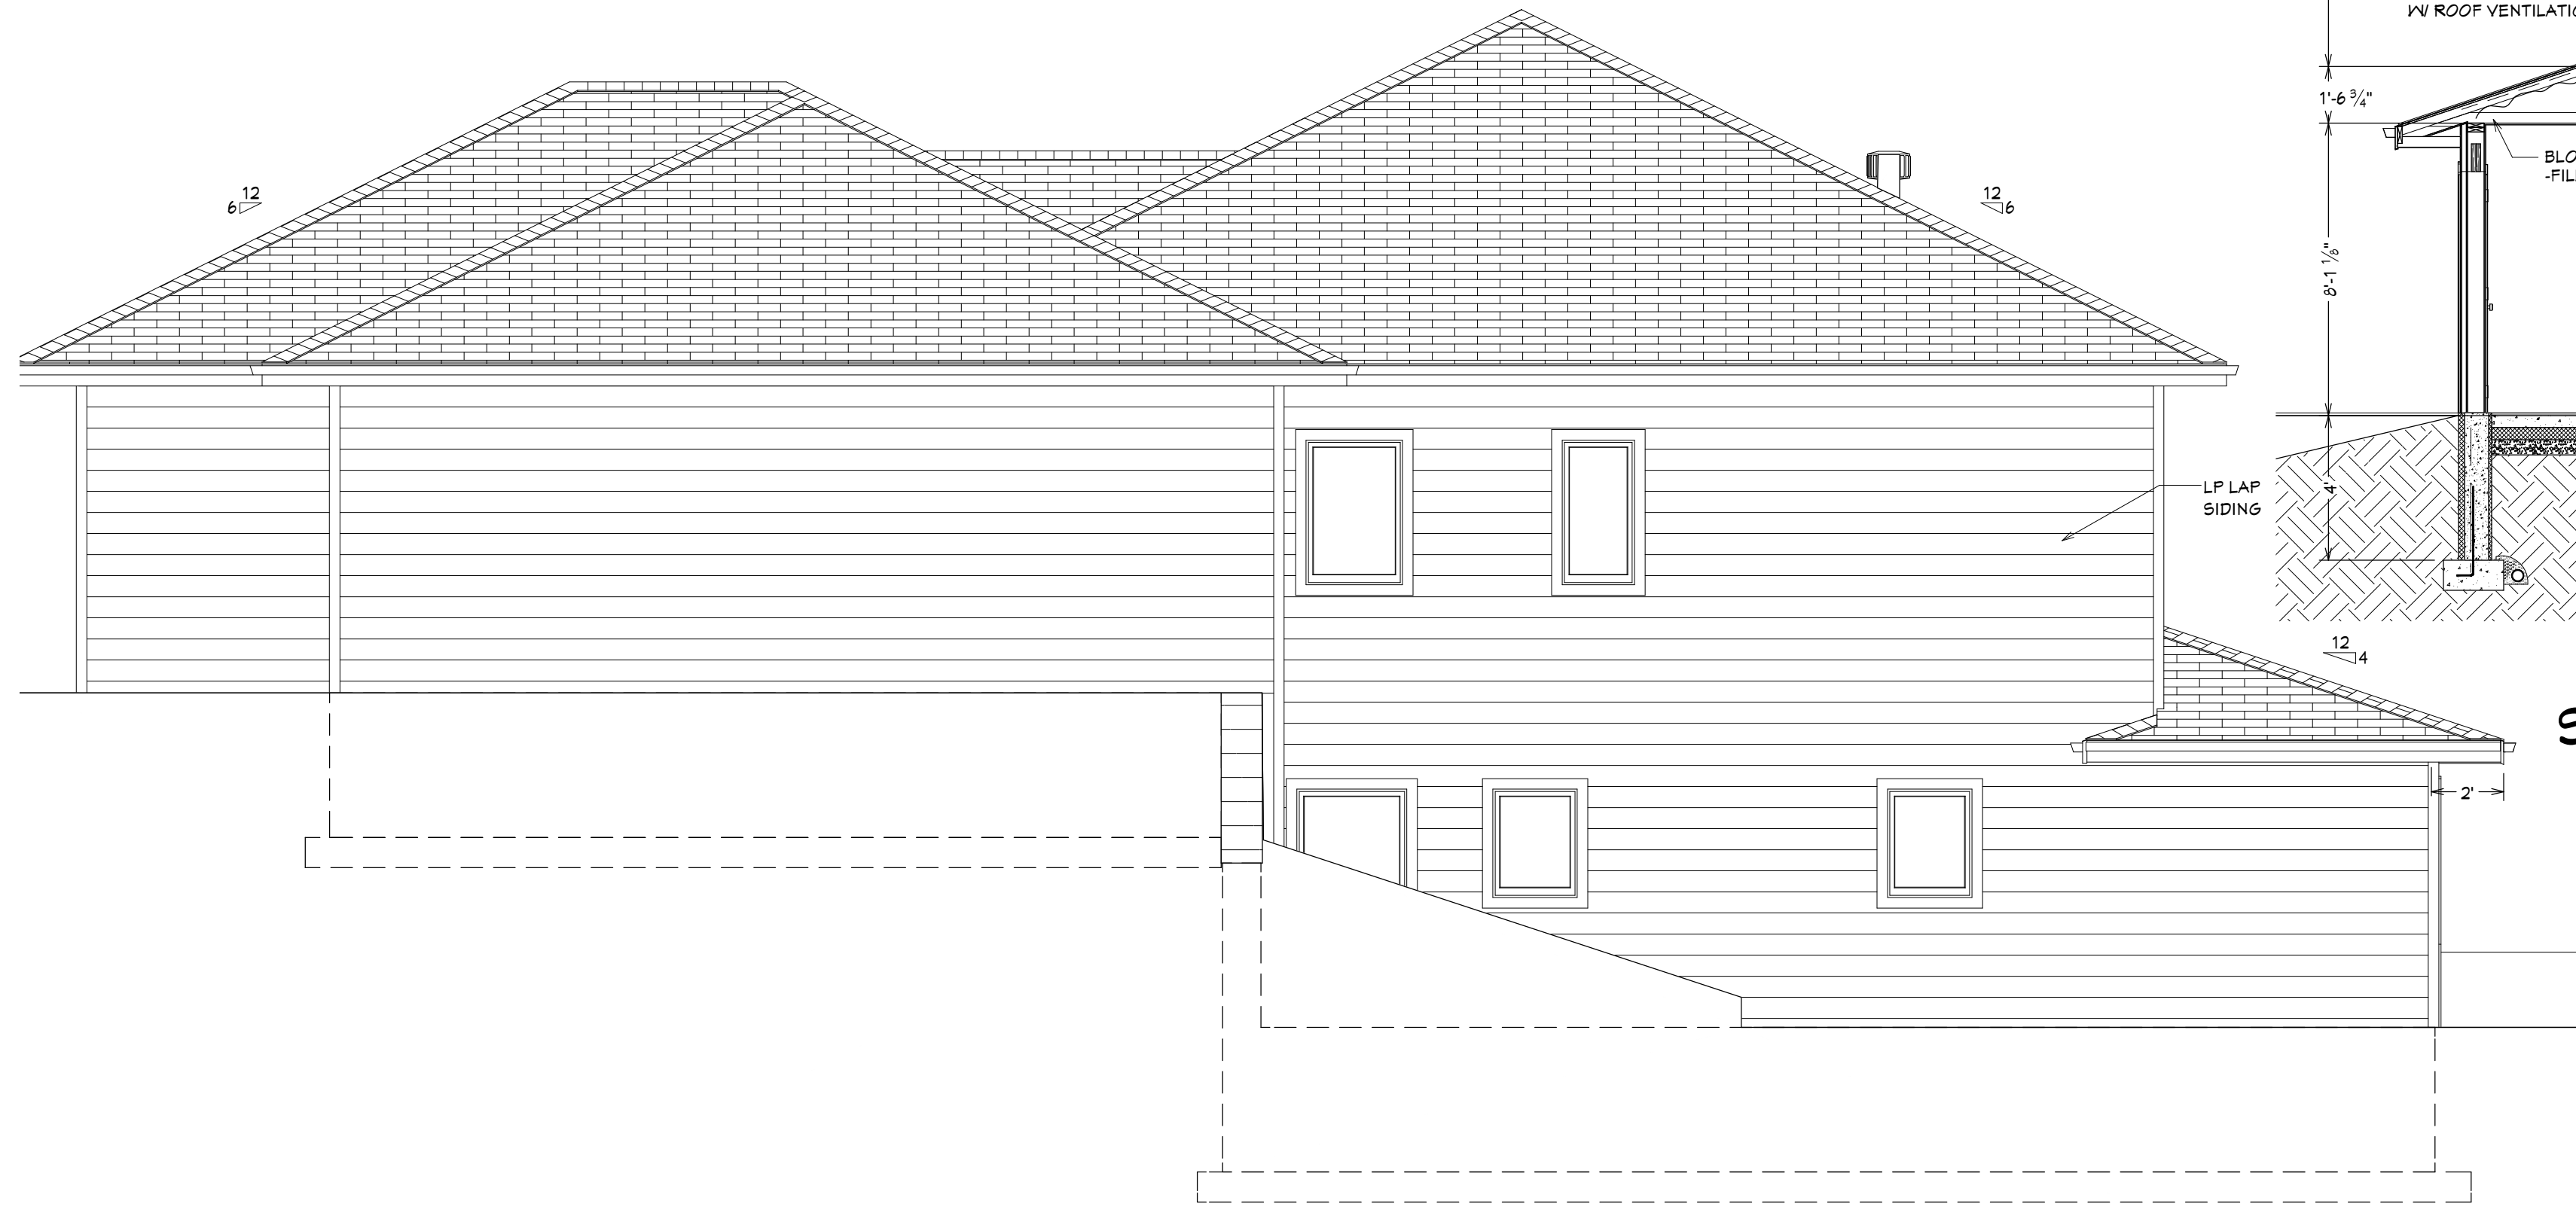 W/ ROOF VENTILATIO
1'-6 3/4"
BLO
-FIL
12
6
12
6
8'-1 1/8"
LP LAP
SIDING
4'
12
4
S
2'